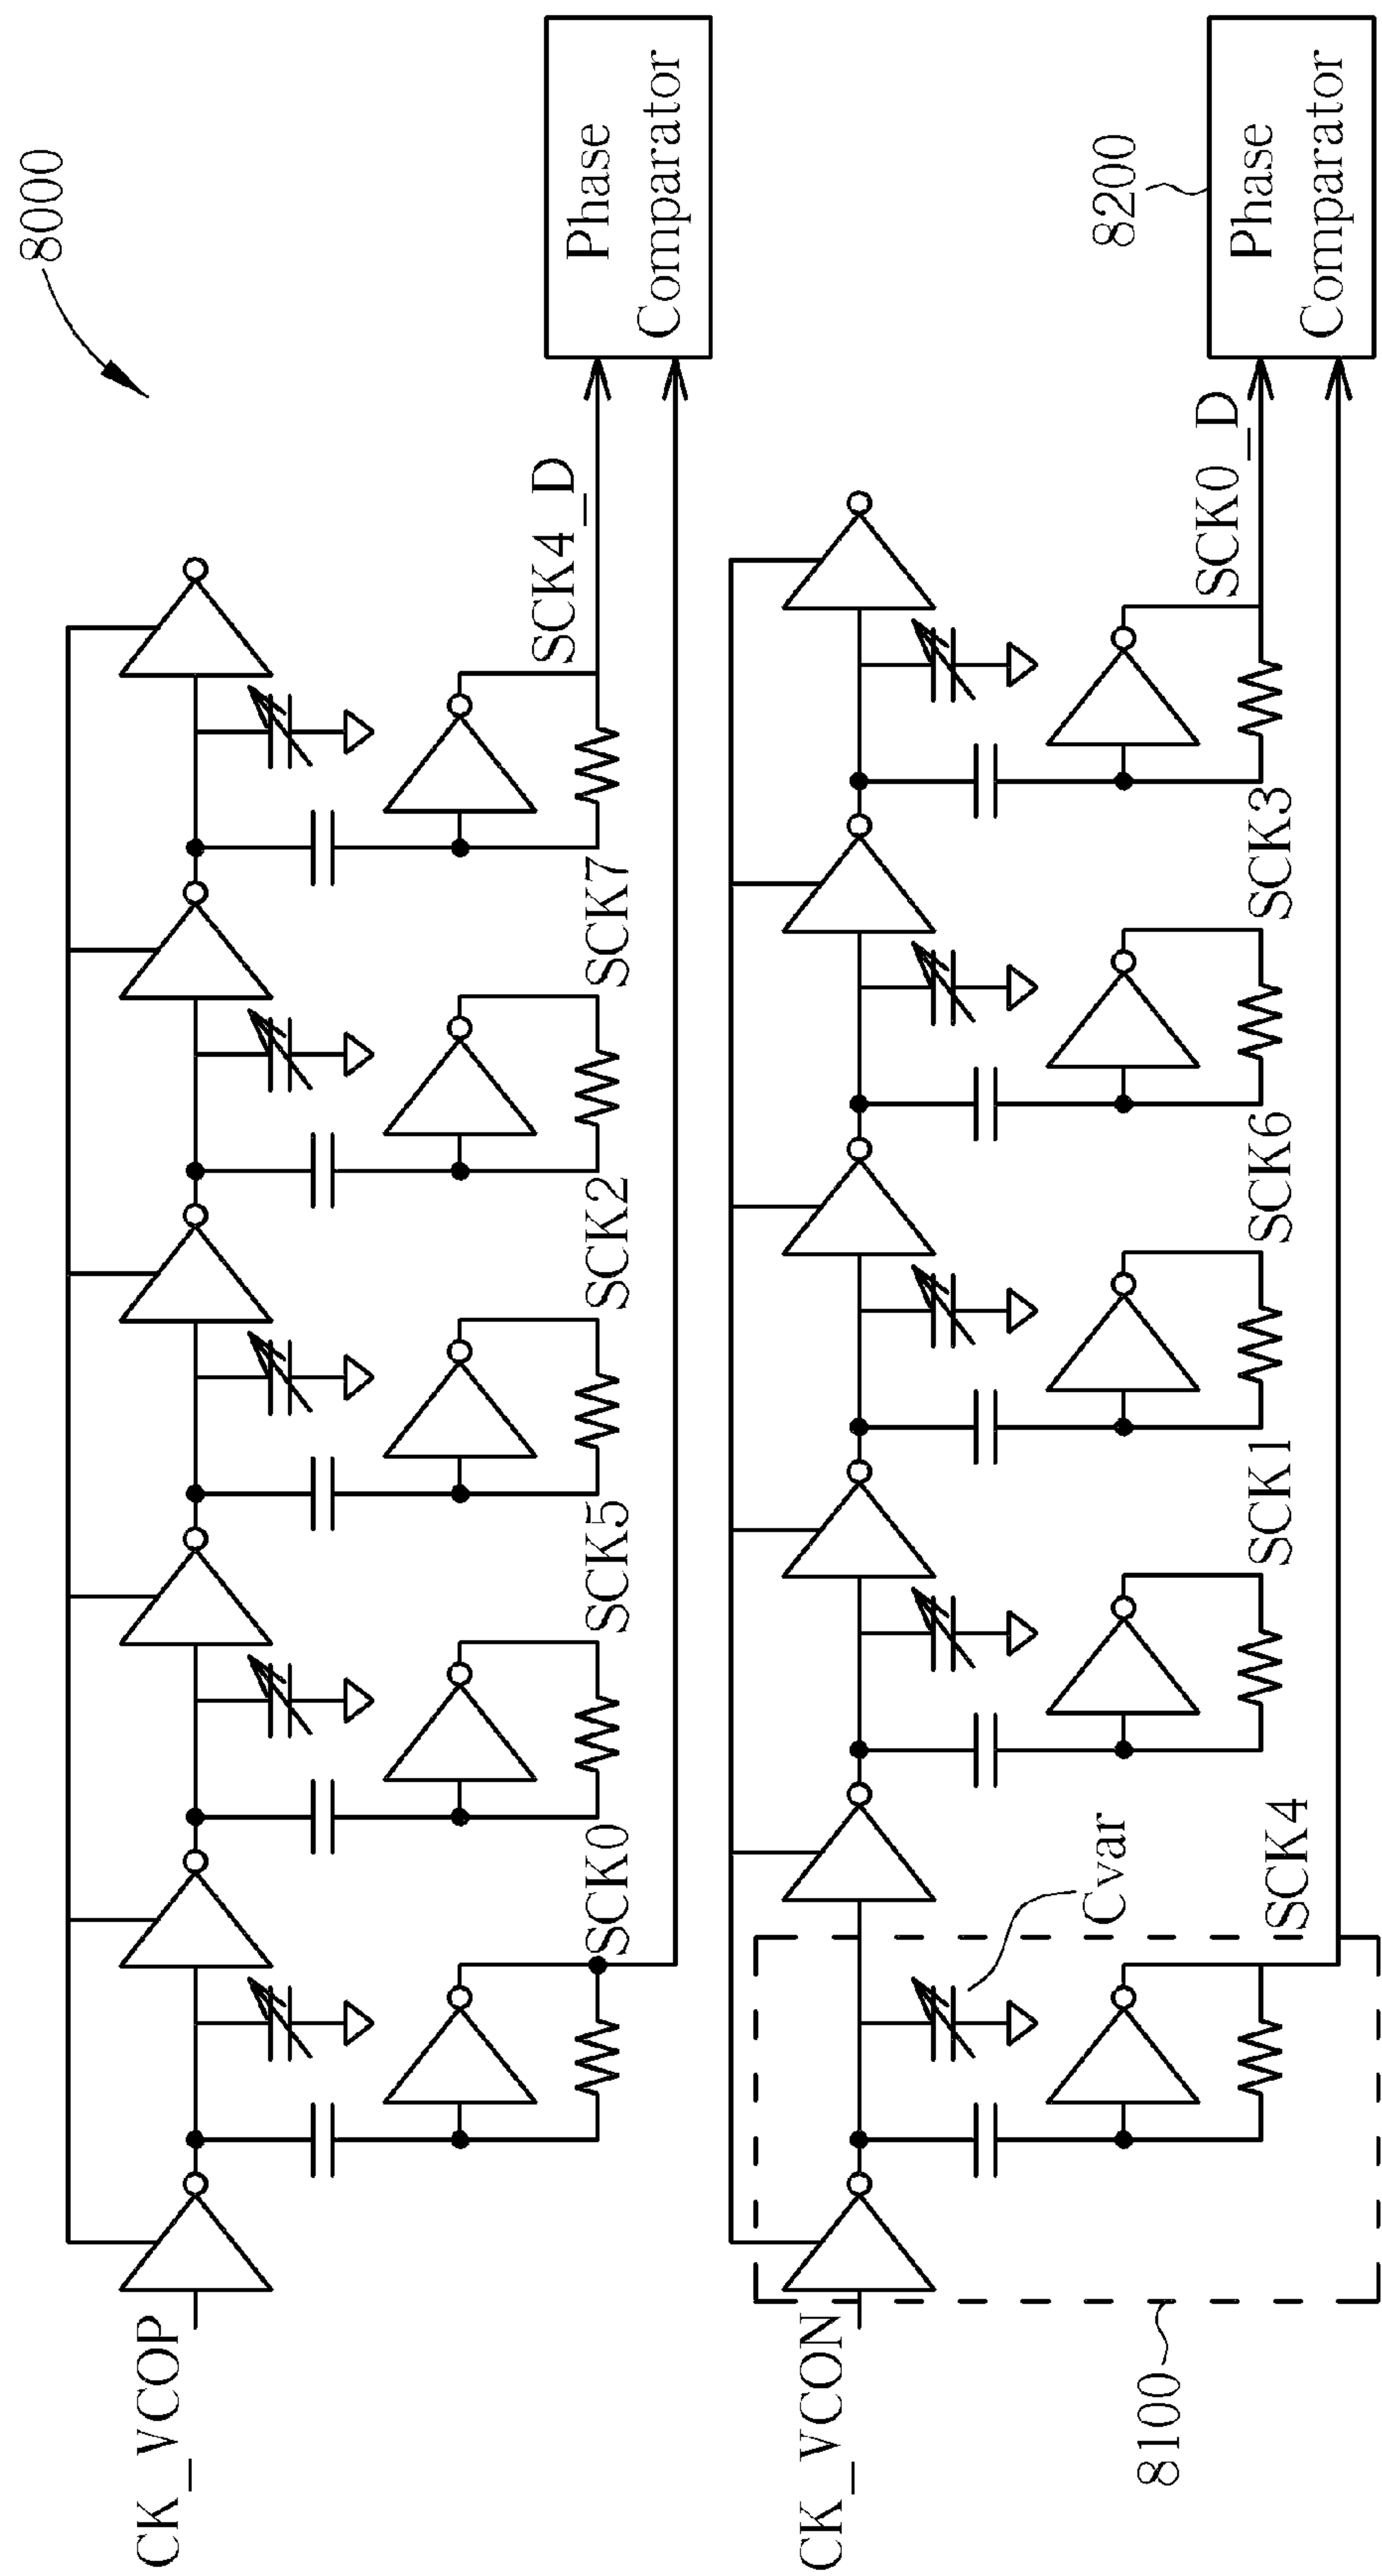 8000
CK_VCOP
SCK0
SCK5
SCK2
SCK7
SCK4_D
Phase
Comparator
CK_VCON
8100
Cvar
SCK4
SCK1
SCK6
SCK3
SCK0_D
8200
Phase
Comparator